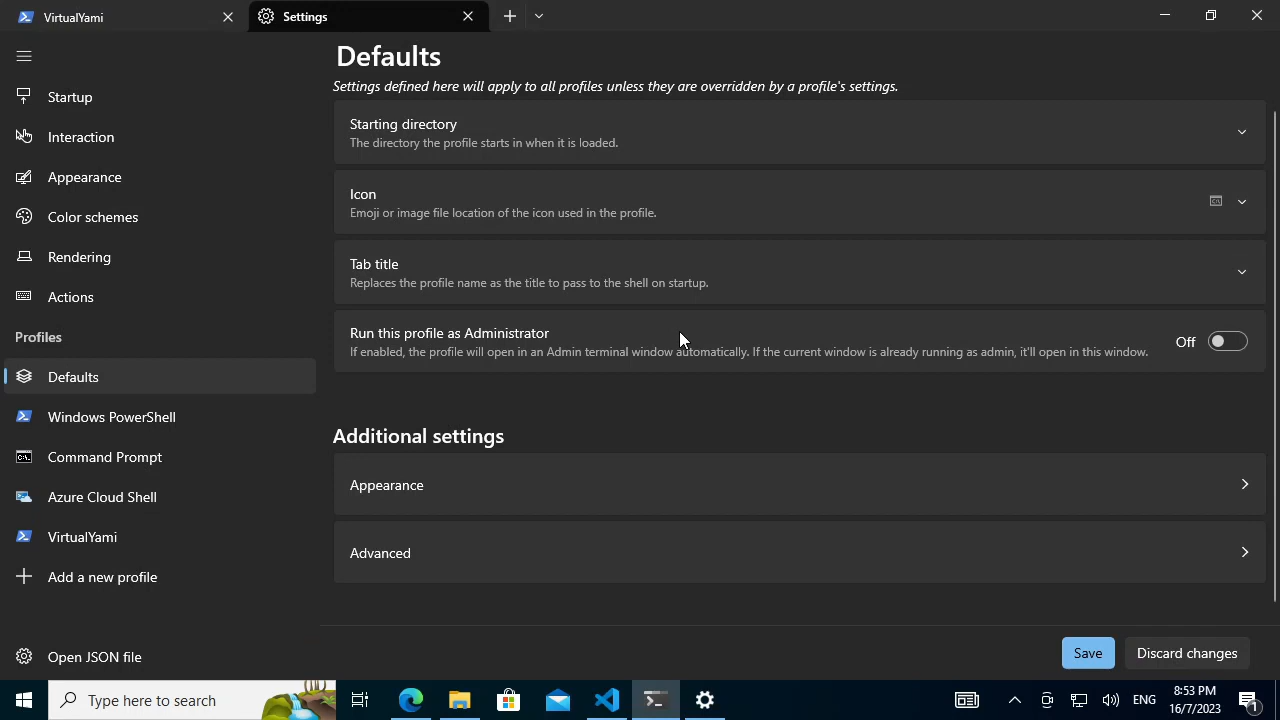 VirtualYami
Settings
Defaults
Settings defined here will apply to all profiles unless they are overridden by a profile's settings.
Startup
Interaction
Appearance
Color schemes
Rendering
Actions
Profiles
Defaults
Windows PowerShell
Command Prompt
Azure Cloud Shell
VirtualYami
Add a new profile
Open JSON file
Starting directory
The directory the profile starts in when it is loaded.
Icon
Emoji or image file location of the icon used in the profile.
Tab title
Replaces the profile name as the title to pass to the shell on startup.
Run this profile as Administrator
If enabled, the profile will open in an Admin terminal window automatically. If the current window is already running as admin, it'll open in this window.
Off
Additional settings
Appearance
Advanced
Save
Discard changes
Type here to search
ENG
8:53 PM
16/7/2023
1